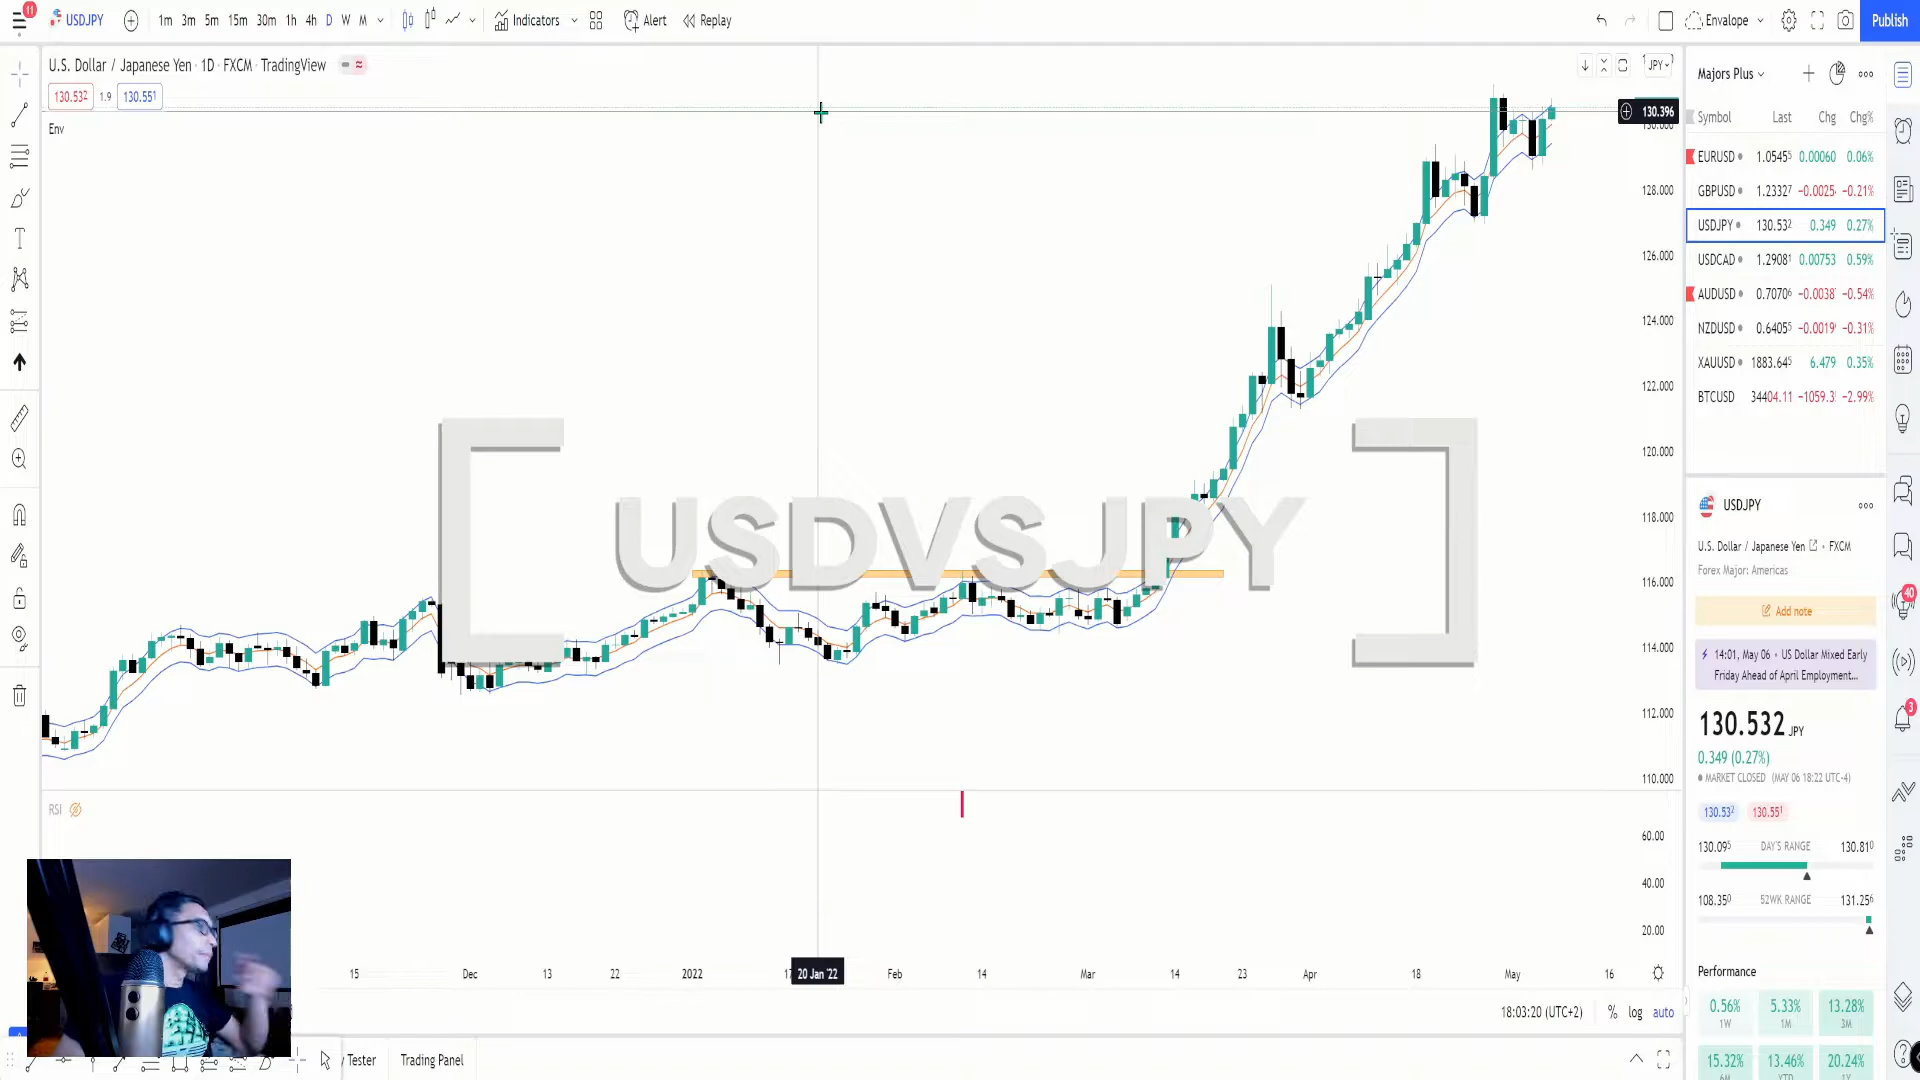 11 USDJPY 1m 3m 5m 15m 30m 1h 4h D W M Indicators Alert Replay Envalope Publish
U.S. Dollar / Japanese Yen · 1D · FXCM · TradingView
130.532 1.9 130.551
Env
JPY
130.396
130.000
128.000
126.000
124.000
122.000
120.000
118.000
116.000
114.000
112.000
110.000
USDVSJPY
RSI
60.00
40.00
20.00
15 Dec 13 22 2022 17 20 Jan '22 Feb 14 Mar 14 23 Apr 18 May 16
18:03:20 (UTC+2) % log auto
Tester Trading Panel
Majors Plus
Symbol Last Chg Chg%
EURUSD 1.05455 0.00060 0.06%
GBPUSD 1.23327 −0.0025 −0.21%
USDJPY 130.532 0.349 0.27%
USDCAD 1.29081 0.00753 0.59%
AUDUSD 0.70706 −0.0038 −0.54%
NZDUSD 0.64055 −0.0019 −0.31%
XAUUSD 1883.645 6.479 0.35%
BTCUSD 34404.11 −1059.3 −2.99%
USDJPY
U.S. Dollar / Japanese Yen · FXCM
Forex Major: Americas
Add note
14:01, May 06 · US Dollar Mixed Early
Friday Ahead of April Employment...
130.532 JPY
0.349 (0.27%)
MARKET CLOSED (MAY 06 18:22 UTC-4)
130.532 130.551
130.095 DAY'S RANGE 130.810
108.350 52WK RANGE 131.256
Performance
0.56% 5.33% 13.28%
1W 1M 3M
15.32% 13.46% 20.24%
6M YTD 1Y
40
3